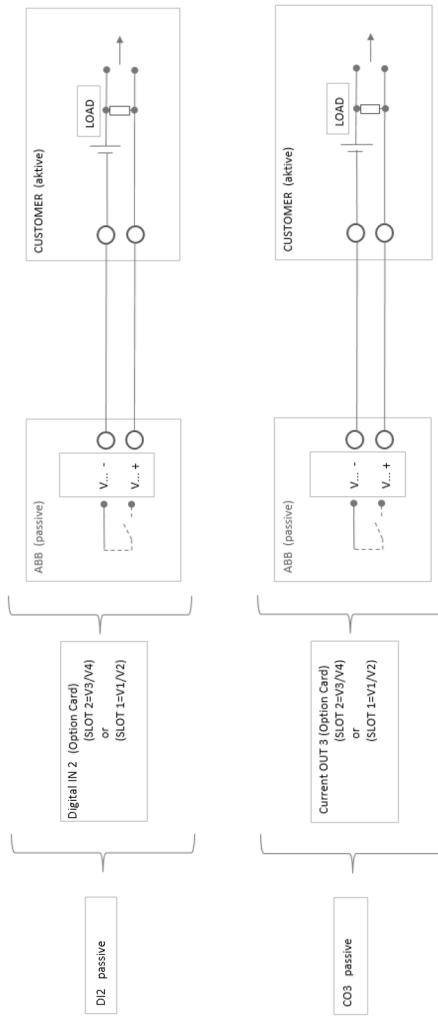 DI2 passive
Digital IN 2 (Option Card)
(SLOT 2=V3/V4)
or
(SLOT 1=V1/V2)
ABB (passive)
V... -
V... +
CUSTOMER (aktive)
LOAD
CO3 passive
Current OUT 3 (Option Card)
(SLOT 2=V3/V4)
or
(SLOT 1=V1/V2)
ABB (passive)
V... -
V... +
CUSTOMER (aktive)
LOAD